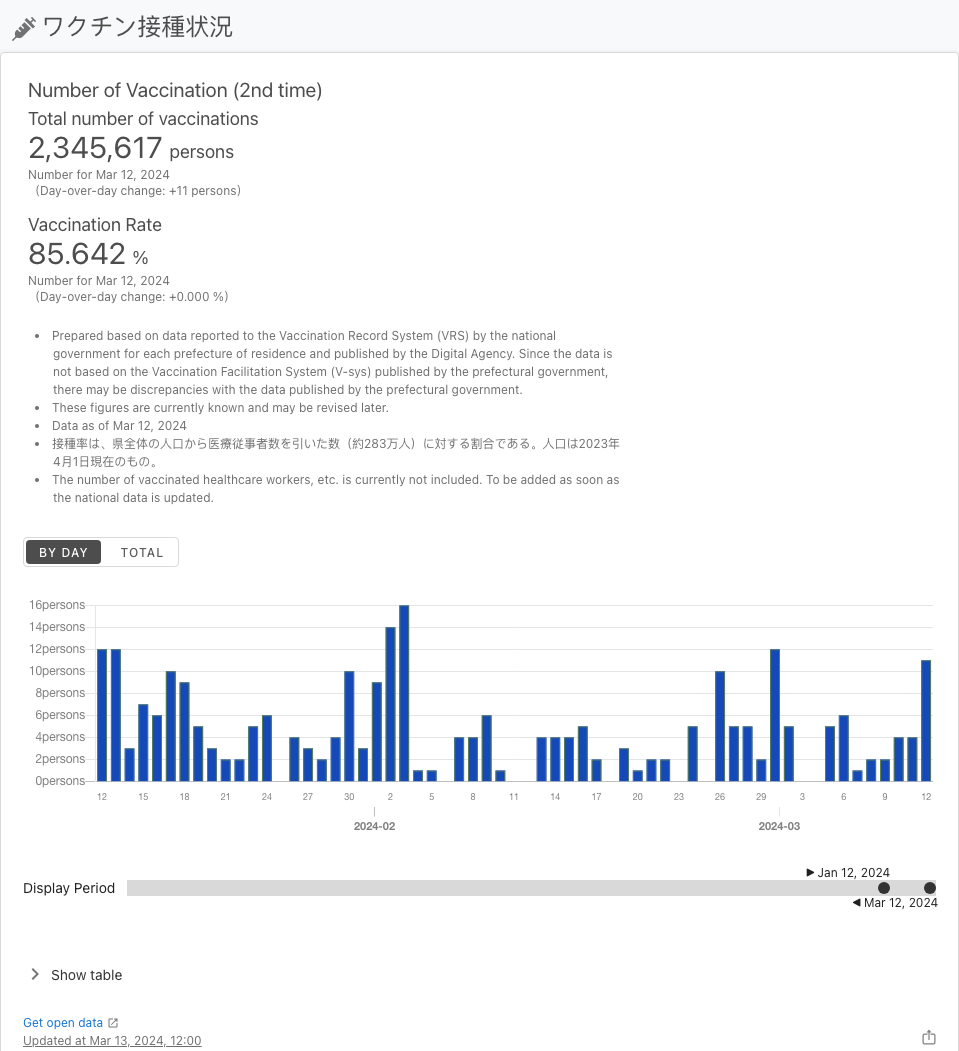 ワクチン接種状況
Number of Vaccination (2nd time)
Total number of vaccinations
2,345,617 persons
Number for Mar 12, 2024
(Day-over-day change: +11 persons)
Vaccination Rate
85.642 %
Number for Mar 12, 2024
(Day-over-day change: +0.000 %)
• Prepared based on data reported to the Vaccination Record System (VRS) by the national
government for each prefecture of residence and published by the Digital Agency. Since the data is
not based on the Vaccination Facilitation System (V-sys) published by the prefectural government,
there may be discrepancies with the data published by the prefectural government.
• These figures are currently known and may be revised later.
• Data as of Mar 12, 2024
• 接種率は、県全体の人口から医療従事者数を引いた数（約283万人）に対する割合である。人口は2023年
4月1日現在のもの。
• The number of vaccinated healthcare workers, etc. is currently not included. To be added as soon as
the national data is updated.
BY DAY TOTAL
16persons
14persons
12persons
10persons
8persons
6persons
4persons
2persons
0persons
12 15 18 21 24 27 30 2 5 8 11 14 17 20 23 26 29 3 6 9 12
2024-02 2024-03
Jan 12, 2024
Display Period
Mar 12, 2024
Show table
Get open data
Updated at Mar 13, 2024, 12:00